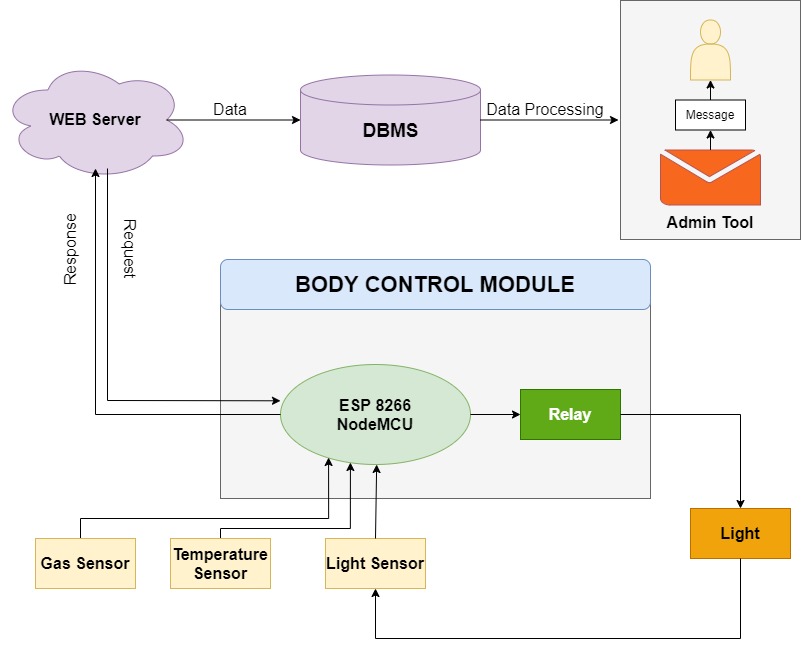 WEB Server
Data
DBMS
Data Processing
Message
Admin Tool
Response
Request
BODY CONTROL MODULE
ESP 8266
NodeMCU
Relay
Light
Gas Sensor
Temperature
Sensor
Light Sensor